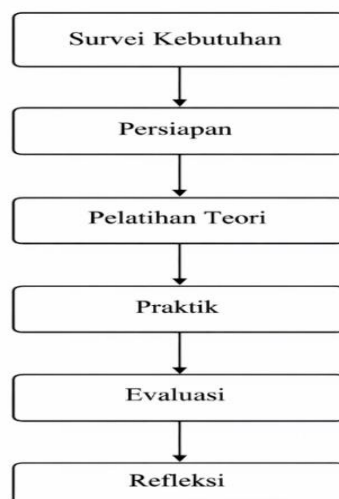 Survei Kebutuhan
Persiapan
Pelatihan Teori
Praktik
Evaluasi
Refleksi